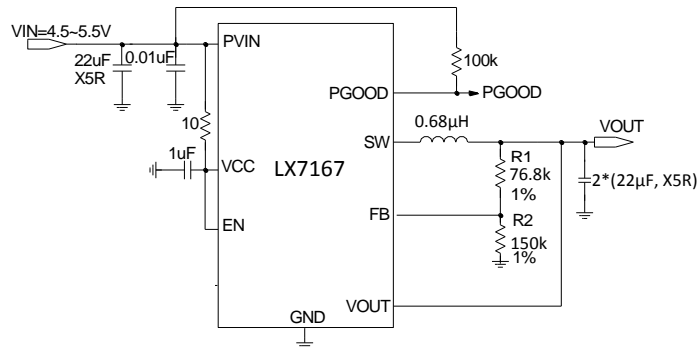 VIN=4.5~5.5V
22uF
X5R
0.01uF
PVIN
100k
PGOOD
PGOOD
10
0.68µH
SW
VOUT
1uF
VCC
LX7167
R1
76.8k
1%
2*(22µF, X5R)
FB
EN
R2
150k
1%
VOUT
GND